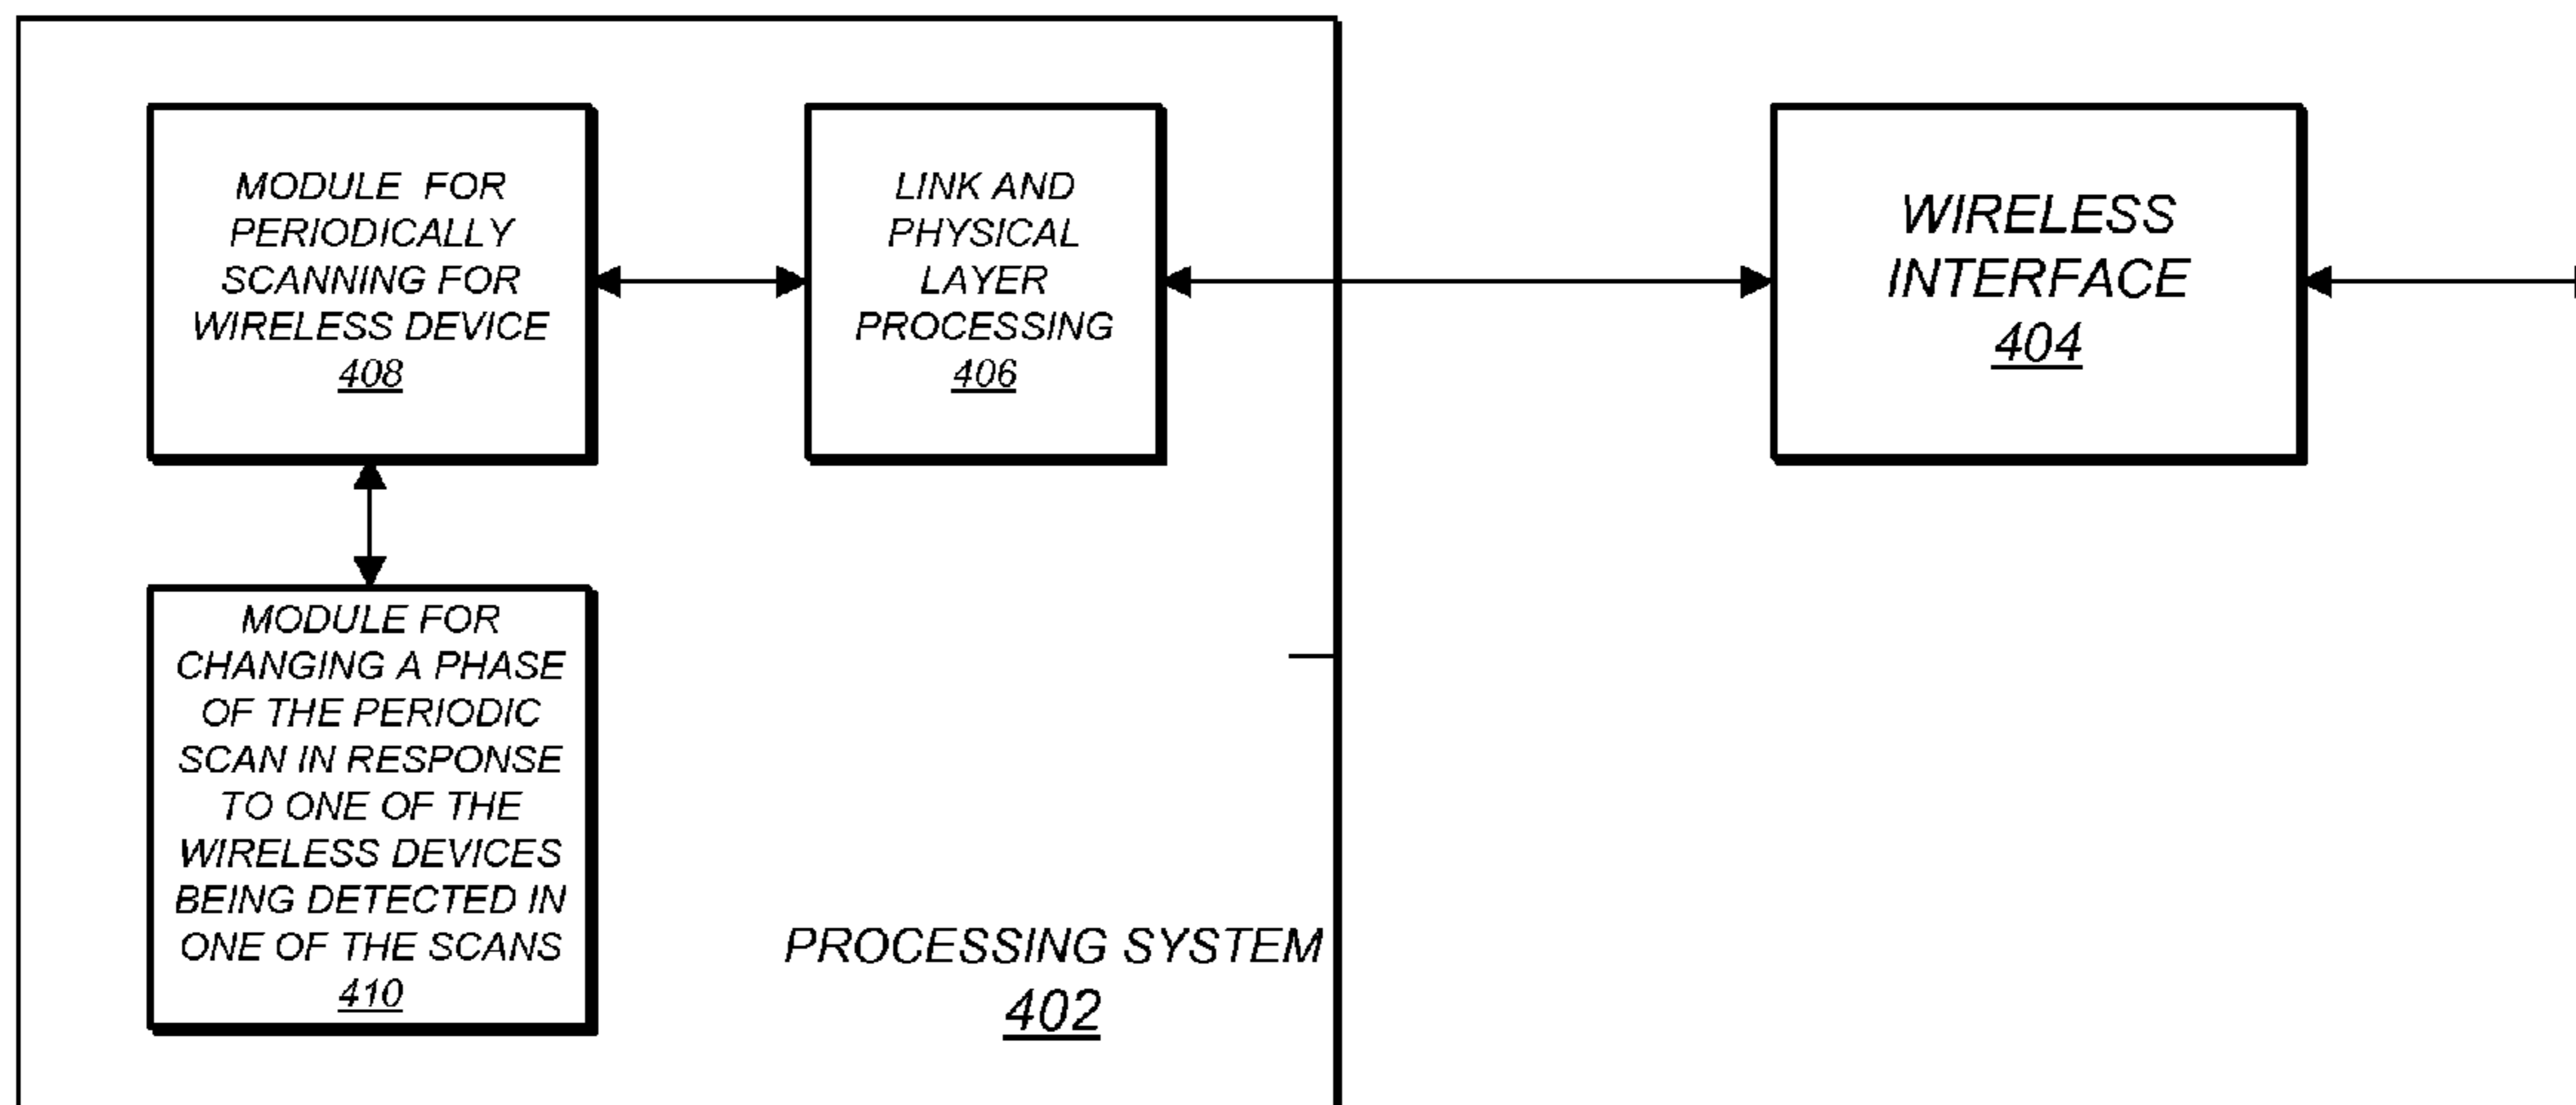 MODULE FOR
PERIODICALLY
SCANNING FOR
WIRELESS DEVICE
408
LINK AND
PHYSICAL
LAYER
PROCESSING
406
WIRELESS
INTERFACE
404
MODULE FOR
CHANGING A PHASE
OF THE PERIODIC
SCAN IN RESPONSE
TO ONE OF THE
WIRELESS DEVICES
BEING DETECTED IN
ONE OF THE SCANS
410
PROCESSING SYSTEM
402